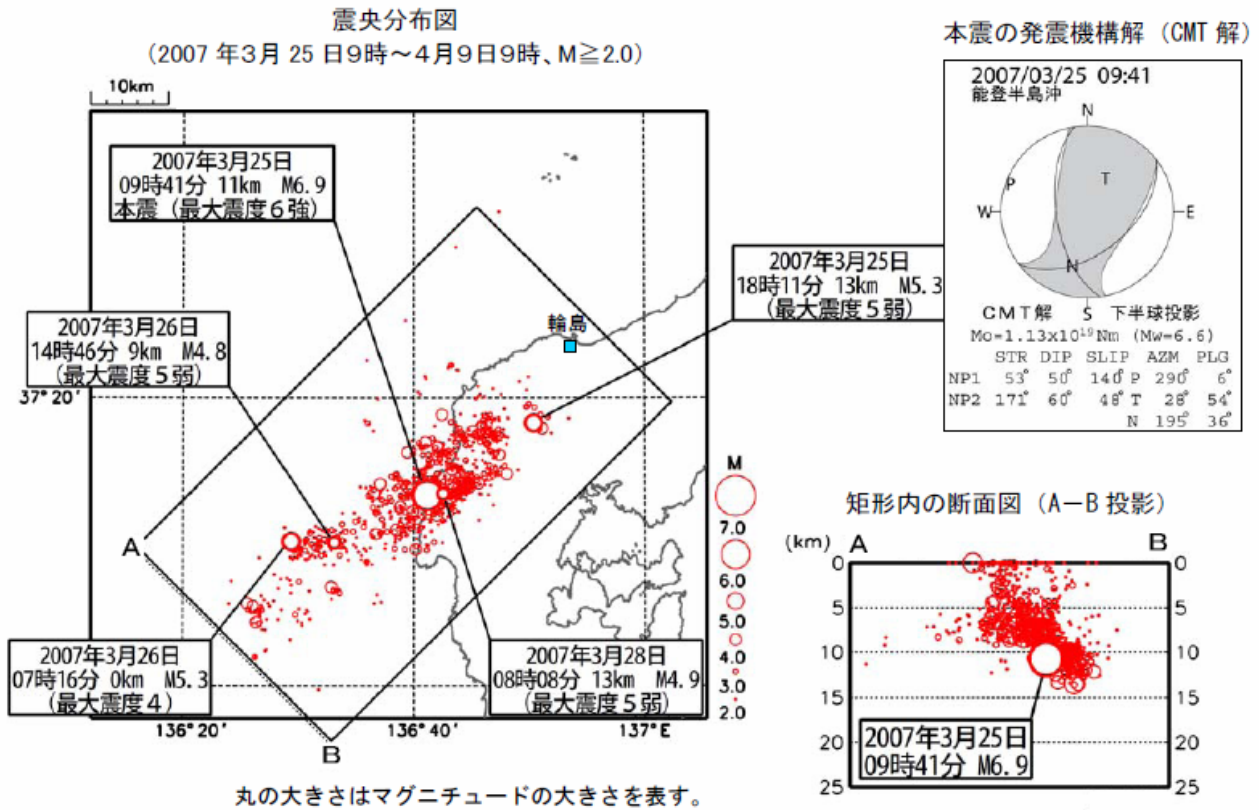 震央分布図
(2007年3月25日9時~4月9日9時、M≧2.0)
10km
2007年3月25日
09時41分 11km M6.9
本震(最大震度6強)
2007年3月26日
14時46分 9km M4.8
(最大震度5弱)
輪島
2007年3月25日
18時11分 13km M5.3
(最大震度5弱)
37°20'
A
2007年3月26日
07時16分 0km M5.3
(最大震度4)
2007年3月28日
08時08分 13km M4.9
(最大震度5弱)
136°20'
136°40'
137°E
B
M
7.0
6.0
5.0
4.0
3.0
2.0
丸の大きさはマグニチュードの大きさを表す。
本震の発震機構解(CMT解)
2007/03/25 09:41
能登半島沖
N
P
T
W
E
N
CMT解 S 下半球投影
Mo=1.13x10¹⁹Nm (Mw=6.6)
STR DIP SLIP AZM PLG
NP1 53° 50° 140° P 290° 6°
NP2 171° 60° 48° T 28° 54°
N 195° 36°
矩形内の断面図(A-B投影)
(km) A B
0 0
5 5
10 10
15 15
20 20
25 25
2007年3月25日
09時41分 M6.9